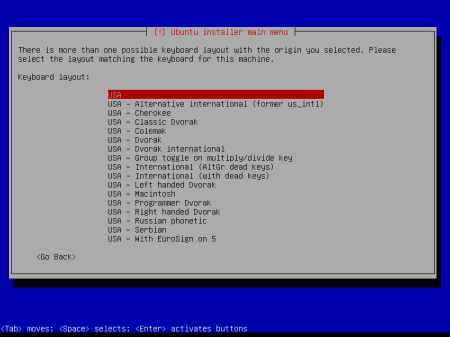 [!] Ubuntu installer main menu
There is more than one possible keyboard layout with the origin you selected. Please
select the layout matching the keyboard for this machine.
Keyboard layout:
USA
USA - Alternative international (former us_intl)
USA - Cherokee
USA - Classic Dvorak
USA - Colemak
USA - Dvorak
USA - Dvorak international
USA - Group toggle on multiply/divide key
USA - International (AltGr dead keys)
USA - International (with dead keys)
USA - Left handed Dvorak
USA - Macintosh
USA - Programmer Dvorak
USA - Right handed Dvorak
USA - Russian phonetic
USA - Serbian
USA - With EuroSign on 5
<Go Back>
<Tab> moves; <Space> selects; <Enter> activates buttons